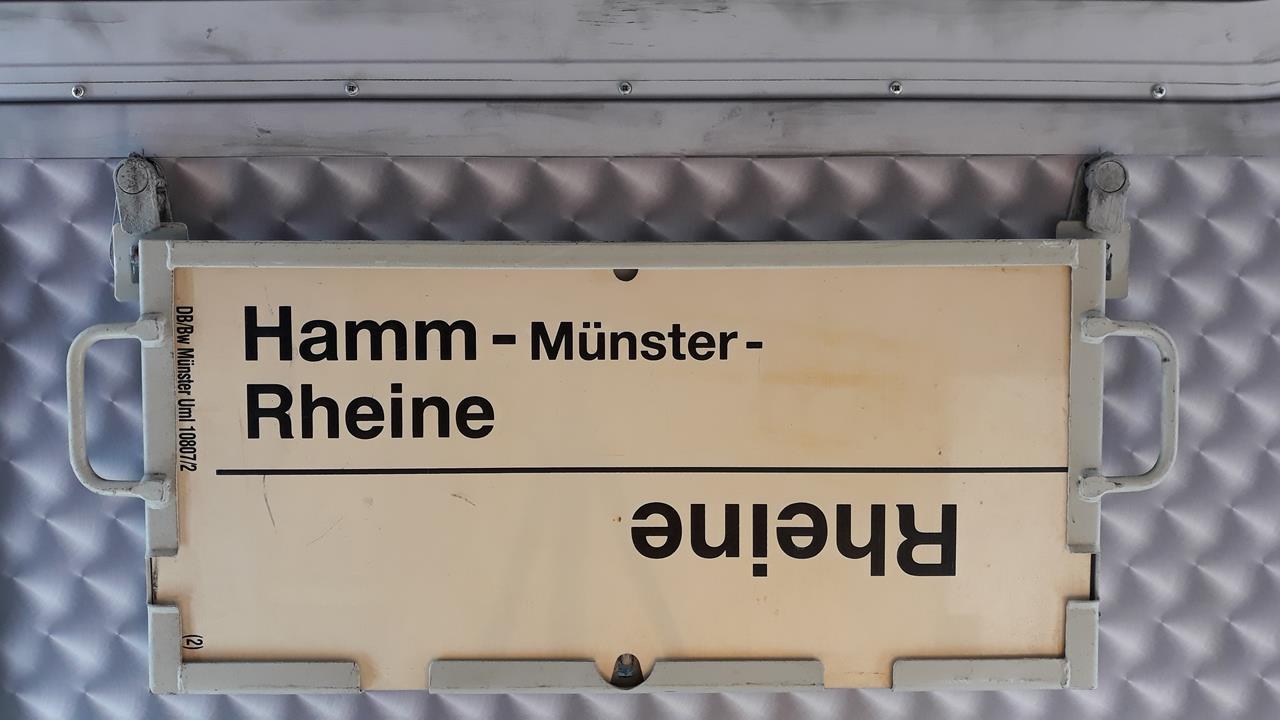 Hamm - Münster -
Rheine
Rheine
DB/Bw Münster Uml 10807/2
(2)